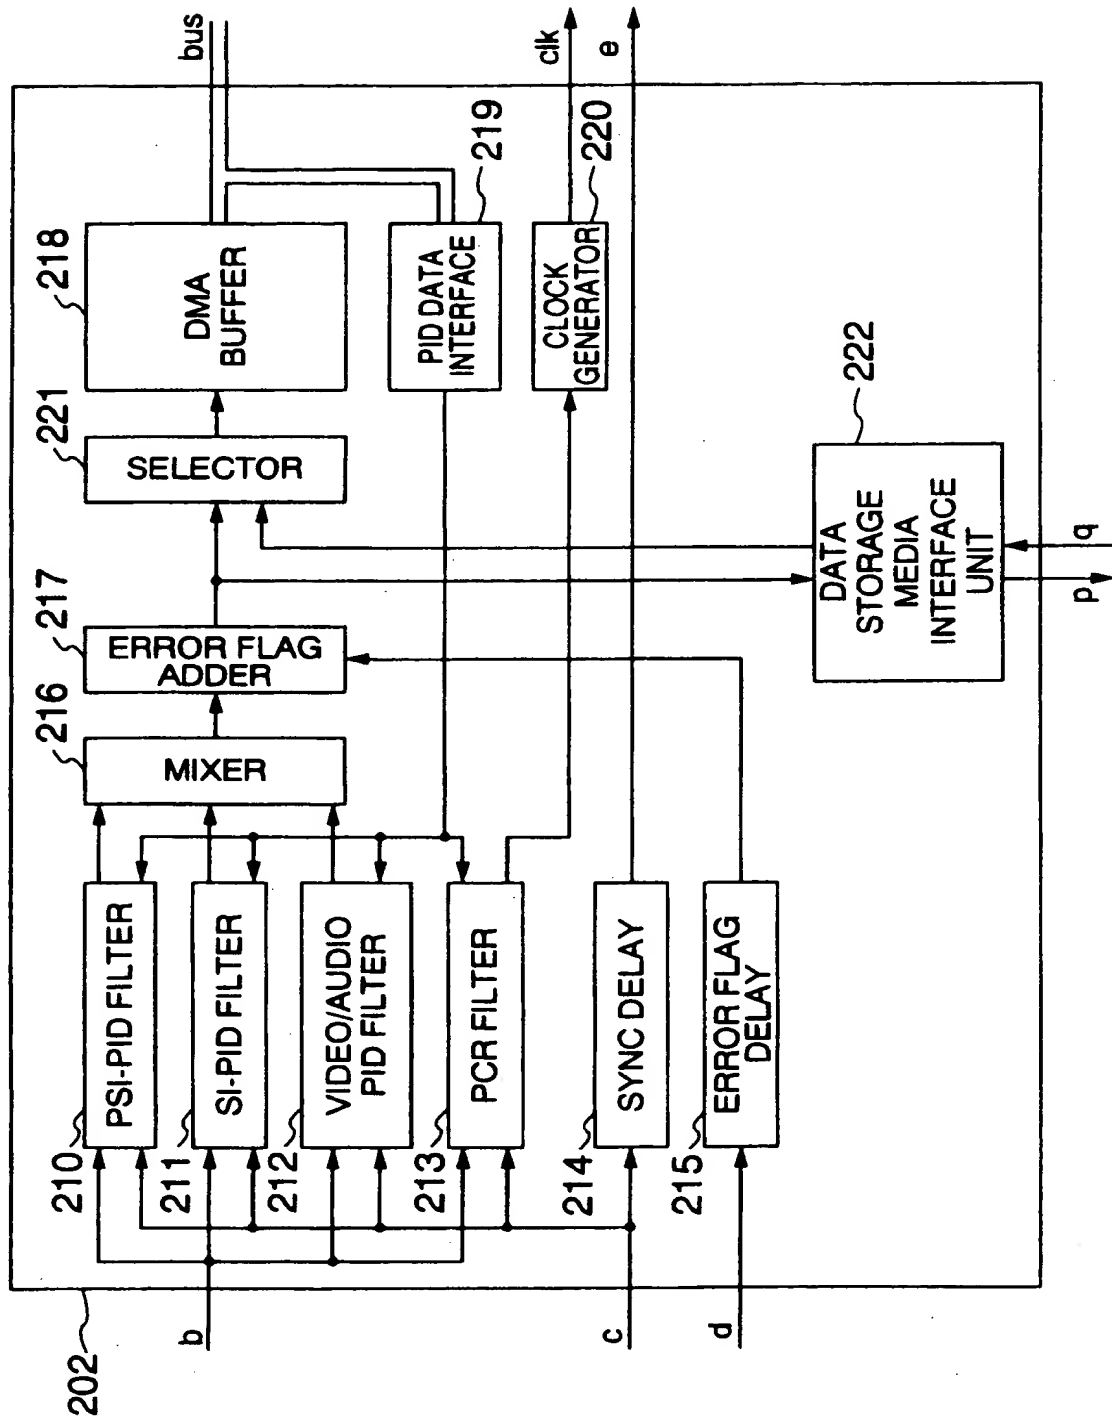 202
b
c
d
210
PSI-PID FILTER
211
SI-PID FILTER
212
VIDEO/AUDIO
PID FILTER
213
PCR FILTER
214
SYNC DELAY
215
ERROR FLAG
DELAY
216
MIXER
217
ERROR FLAG
ADDER
221
SELECTOR
218
DMA
BUFFER
219
PID DATA
INTERFACE
220
CLOCK
GENERATOR
222
DATA
STORAGE
MEDIA
INTERFACE
UNIT
bus
clk
e
p
q